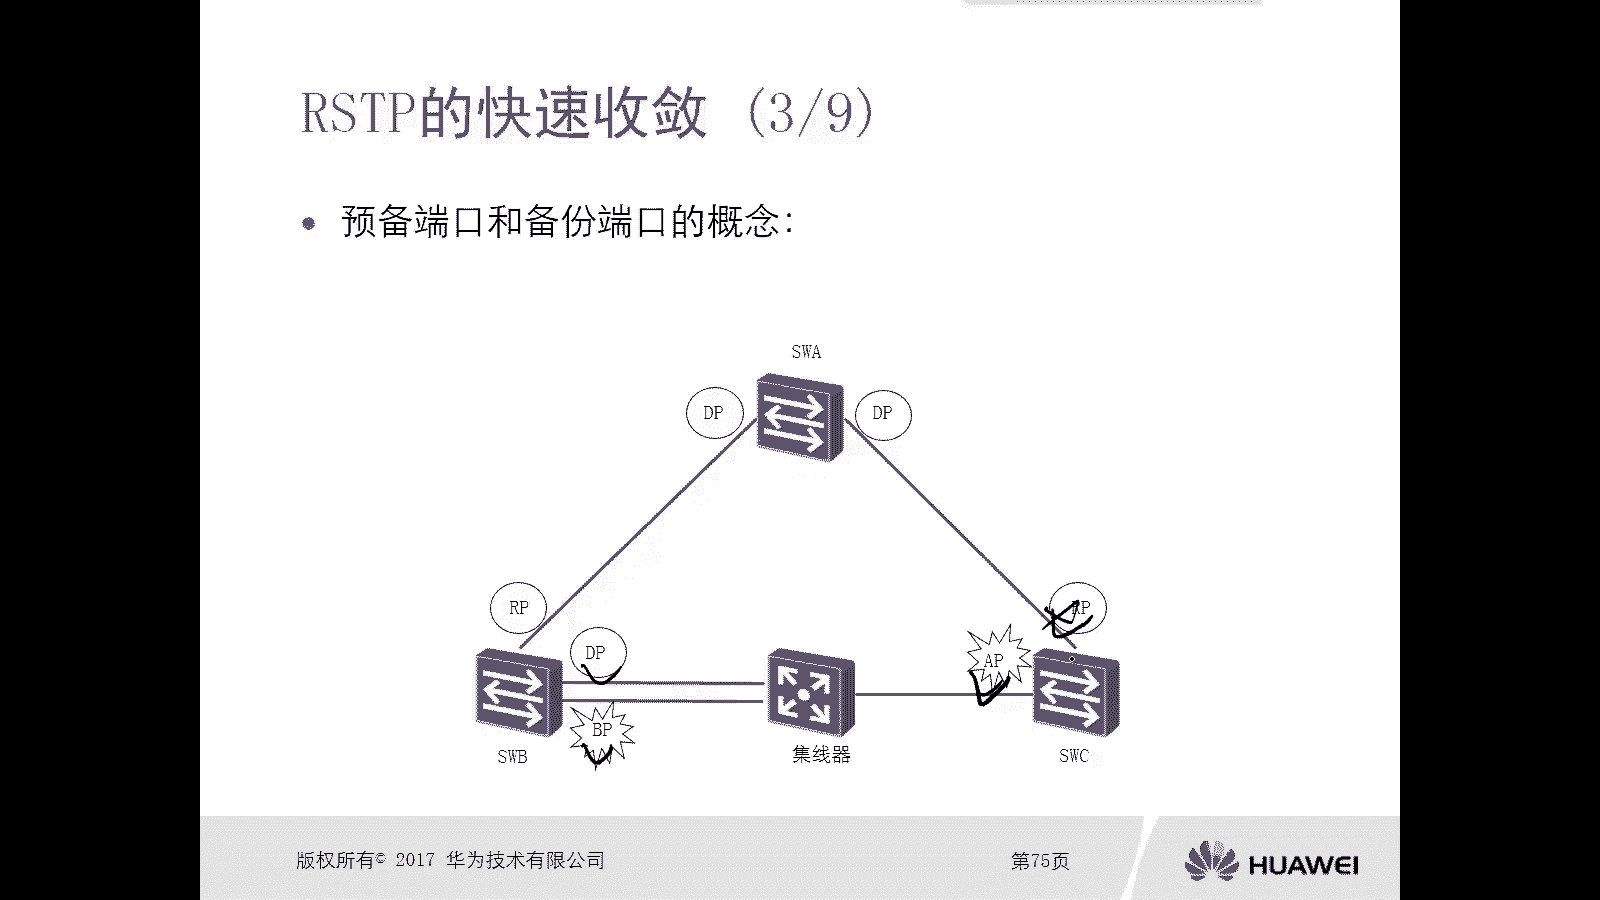 RSTP的快速收敛 (3/9)
• 预备端口和备份端口的概念:
SWA
DP
DP
RP
RP
DP
AP
BP
SWB
集线器
SWC
版权所有© 2017 华为技术有限公司
第75页
HUAWEI